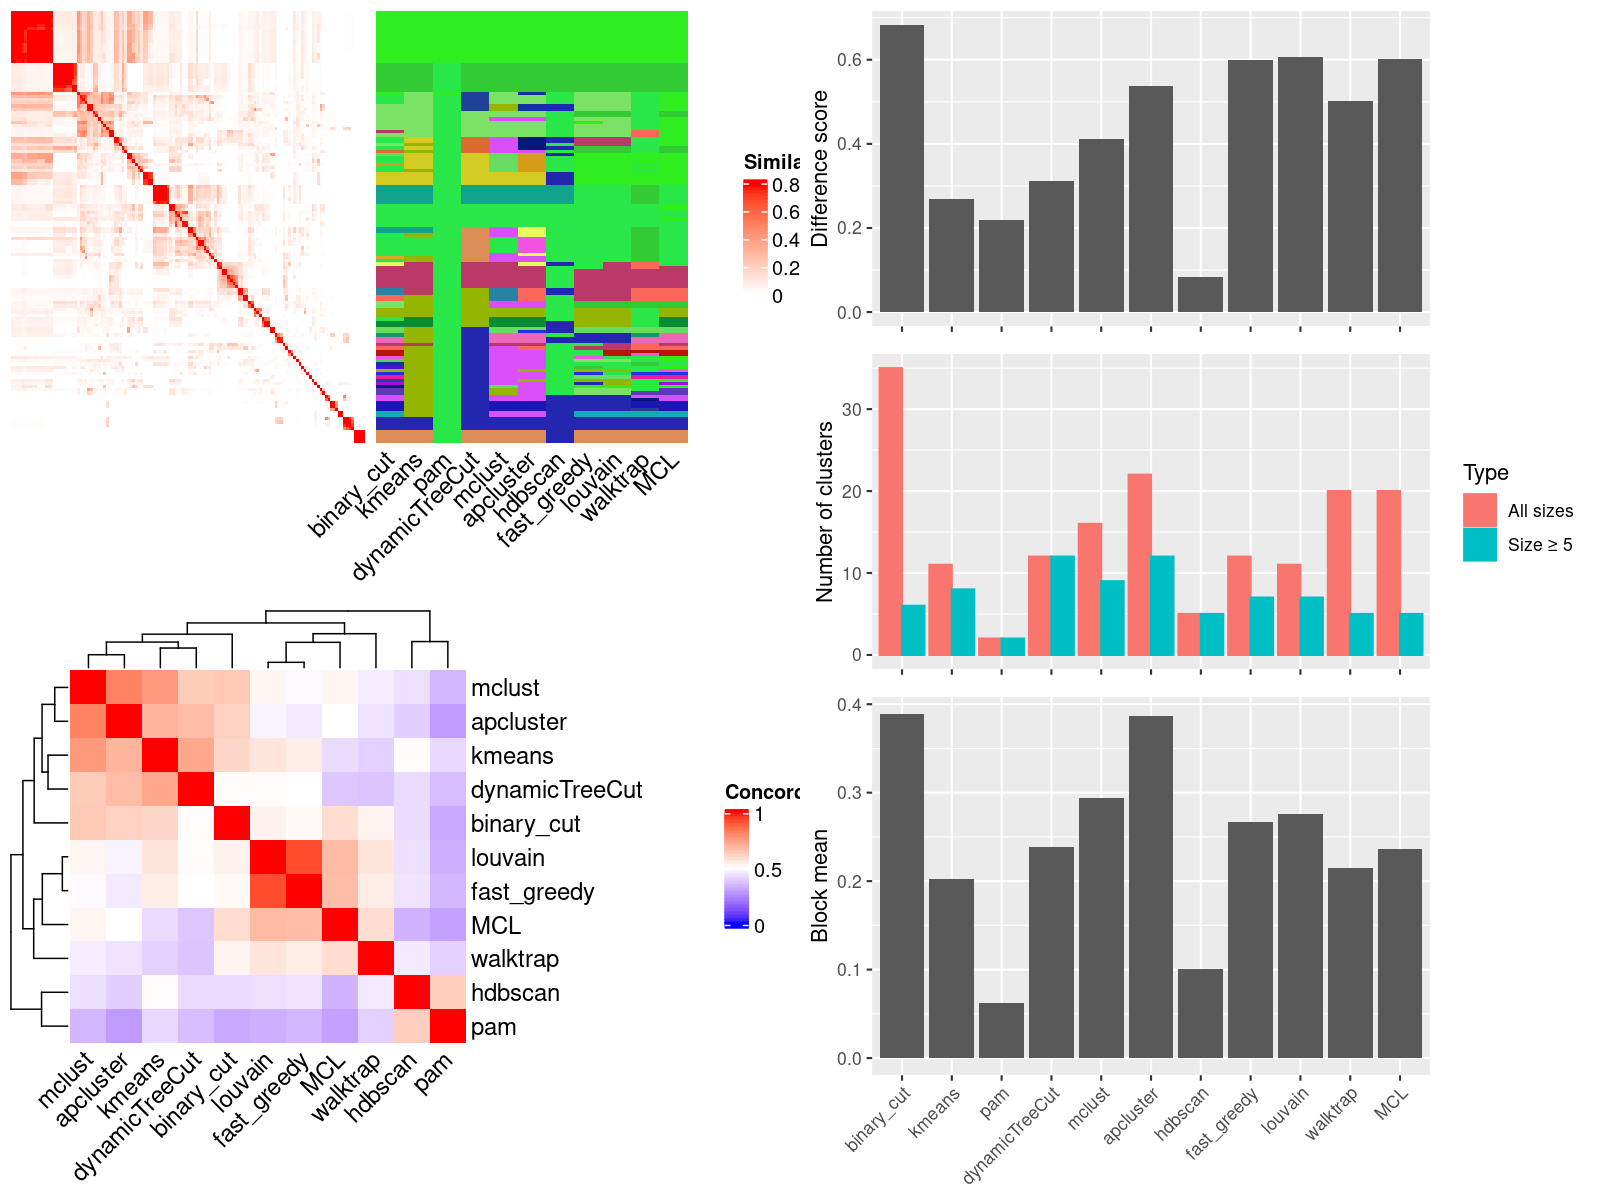 Simila
0.8
0.6
0.4
0.2
0
binary_cut
kmeans
pam
dynamicTreeCut
mclust
apcluster
hdbscan
fast_greedy
louvain
walktrap
MCL
Difference score
0.6
0.4
0.2
0.0
Number of clusters
30
20
10
0
Type
All sizes
Size ≥ 5
mclust
apcluster
kmeans
dynamicTreeCut
binary_cut
louvain
fast_greedy
MCL
walktrap
hdbscan
pam
mclust
apcluster
kmeans
dynamicTreeCut
binary_cut
louvain
fast_greedy
MCL
walktrap
hdbscan
pam
Concord
1
0.5
0
Block mean
0.4
0.3
0.2
0.1
0.0
binary_cut
kmeans
pam
dynamicTreeCut
mclust
apcluster
hdbscan
fast_greedy
louvain
walktrap
MCL